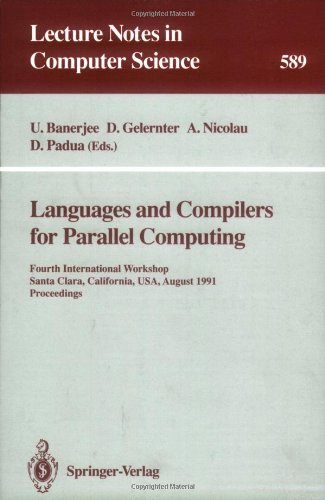 Lecture Notes in
Computer Science
589
U. Banerjee D. Gelernter A. Nicolau
D. Padua (Eds.)
Languages and Compilers
for Parallel Computing
Fourth International Workshop
Santa Clara, California, USA, August 1991
Proceedings
Springer-Verlag